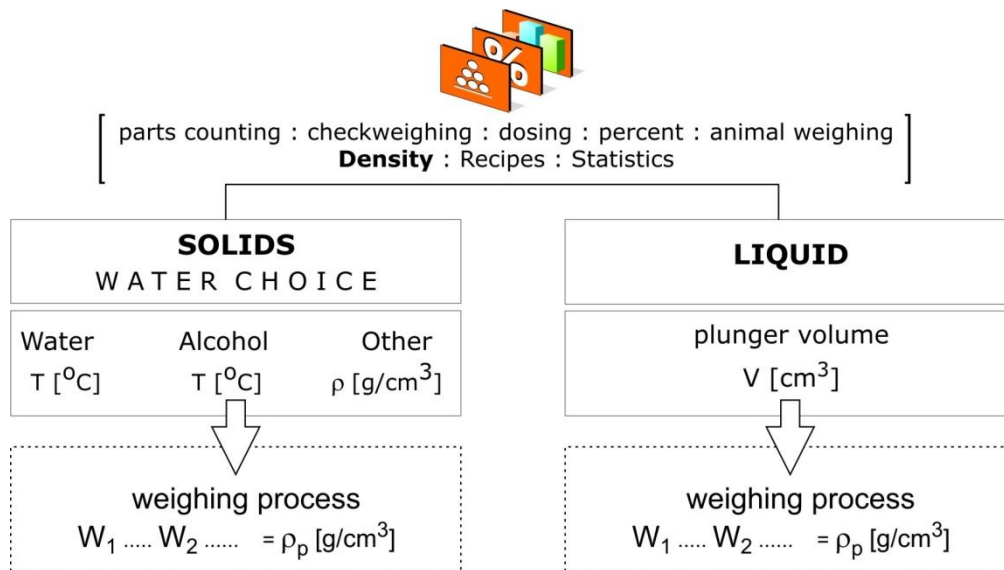 %
[ parts counting : checkweighing : dosing : percent : animal weighing
Density : Recipes : Statistics ]
SOLIDS
WATER CHOICE
Water Alcohol Other
T [°C] T [°C] ρ [g/cm³]
weighing process
W₁ ..... W₂ ...... = ρₚ [g/cm³]
LIQUID
plunger volume
V [cm³]
weighing process
W₁ ..... W₂ ...... = ρₚ [g/cm³]